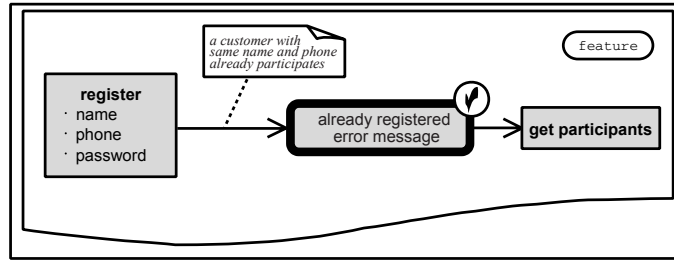 a customer with
same name and phone
already participates
feature
register
· name
· phone
· password
already registered
error message
get participants